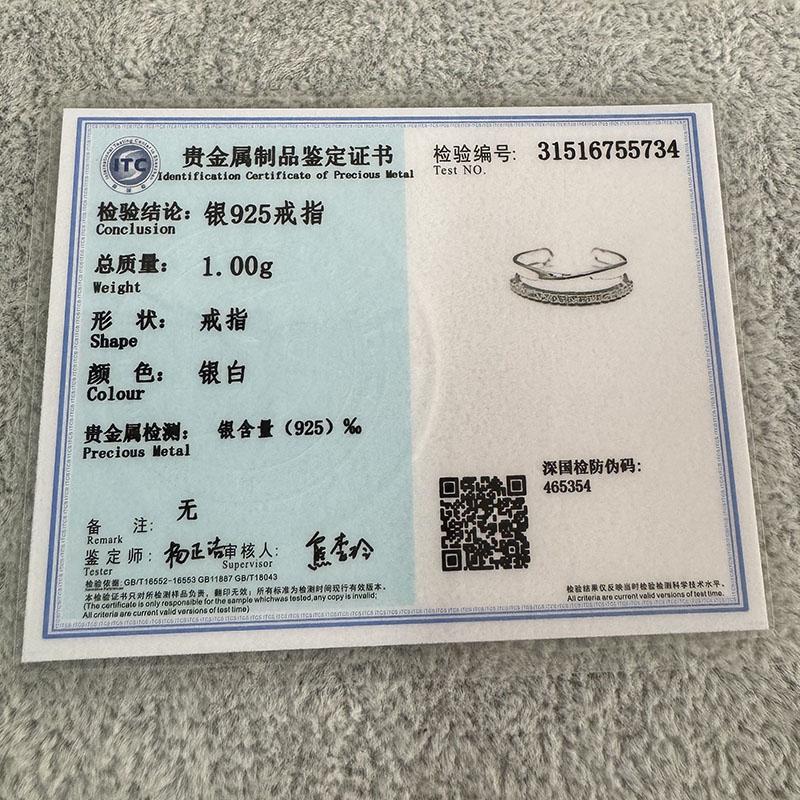 ITC
贵金属制品鉴定证书
Identification Certificate of Precious Metal
检验编号: 31516755734
Test NO.
检验结论: 银925戒指
Conclusion
总质量: 1.00g
Weight
形 状: 戒指
Shape
颜 色: 银白
Colour
贵金属检测: 银含量（925）‰
Precious Metal
深国检防伪码:
465354
备 注: 无
Remark
鉴定师: 杨正浩 审核人:
Tester Supervisor
检验依据: GB/T16552-16553 GB11887 GB/T18043
本检验证书只对所检测样品负责，翻印无效；所有标准为检测时间现行有效版本。
(The certificate is only responsible for the sample whichwas tested,any copy is invalid;
All criteria are current valid versions of test time)
检验结果仅反映当时检验检测科学技术水平。
All criteria are current valid versions of test time.